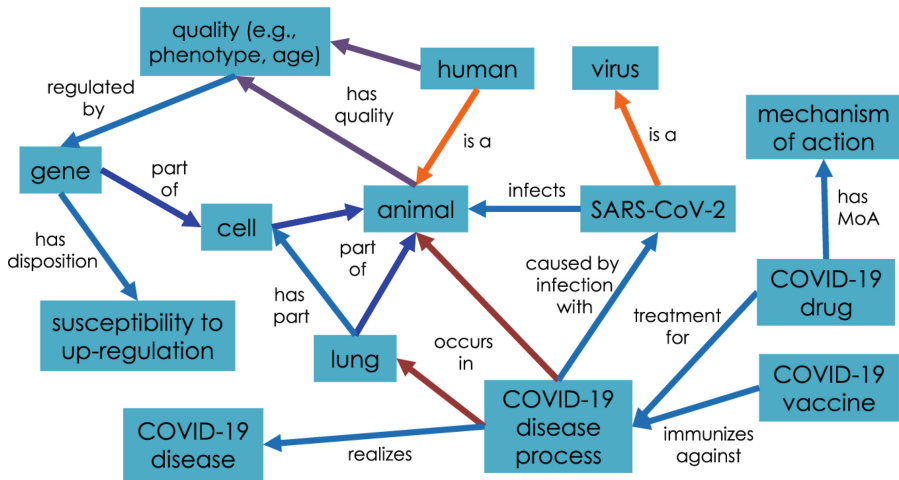 quality (e.g.,
phenotype, age)
human
virus
regulated
by
has
quality
is a
is a
mechanism
of action
gene
part
of
infects
has
MoA
cell
animal
SARS-CoV-2
has
disposition
part
of
caused by
infection
with
COVID-19
drug
has
part
treatment
for
susceptibility to
up-regulation
lung
occurs
in
COVID-19
vaccine
COVID-19
disease
process
COVID-19
disease
realizes
immunizes
against